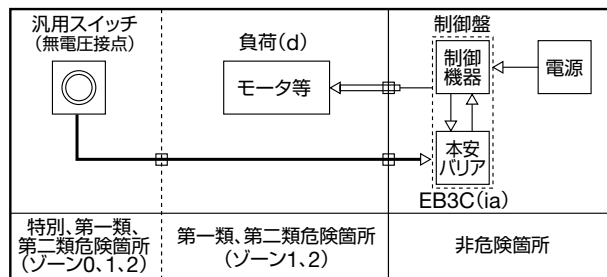 汎用スイッチ
(無電圧接点)
負荷(d)
モータ等
制御盤
制御
機器
電源
本安
バリア
EB3C(ia)
特別、第一類、
第二類危険箇所
(ゾーン0、1、2)
第一類、第二類危険箇所
(ゾーン1、2)
非危険箇所